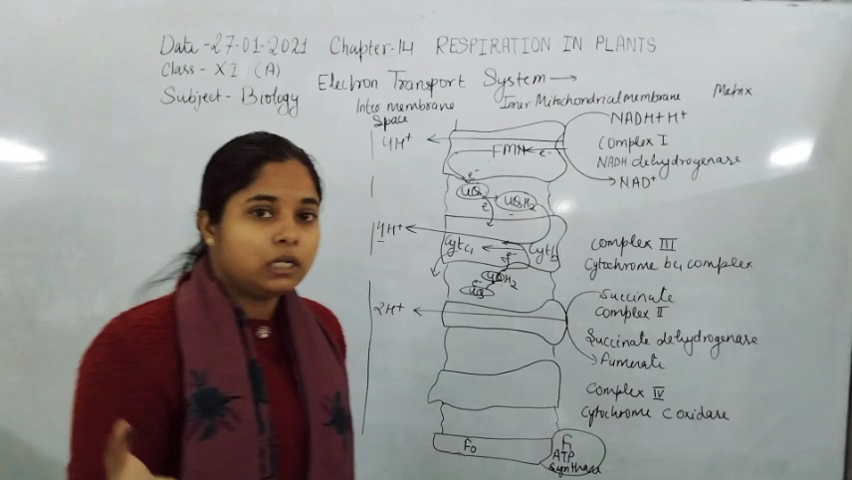 Date -27-01-2021 Chapter-14 RESPIRATION IN PLANTS
Class - XI (A)
Electron Transport System →
Subject - Biology
Inter membrane Space
Inner Mitochondrial membrane
Matrix
4H⁺
FMN
e⁻
NADH+H⁺
Complex I
NADH dehydrogenase
NAD⁺
e⁻
UQ
UQH₂
e⁻
4H⁺
Cyt c₁
Cyt b
e⁻
Complex III
Cytochrome bc₁ complex
UQH₂
e⁻
UQ
2H⁺
Succinate
Complex II
Succinate dehydrogenase
Fumerate
Complex IV
Cytochrome C oxidase
F₀
F₁
ATP
Synthase